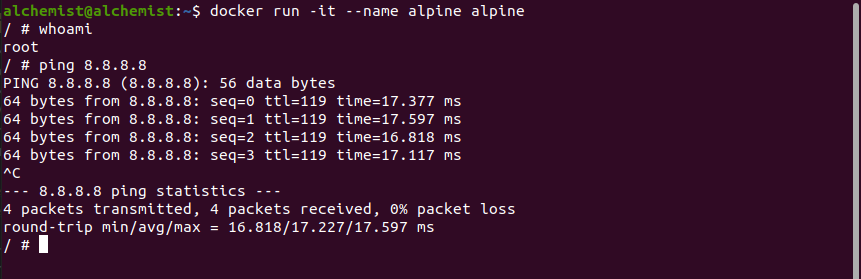 alchemist@alchemist:~$ docker run -it --name alpine alpine
/ # whoami
root
/ # ping 8.8.8.8
PING 8.8.8.8 (8.8.8.8): 56 data bytes
64 bytes from 8.8.8.8: seq=0 ttl=119 time=17.377 ms
64 bytes from 8.8.8.8: seq=1 ttl=119 time=17.597 ms
64 bytes from 8.8.8.8: seq=2 ttl=119 time=16.818 ms
64 bytes from 8.8.8.8: seq=3 ttl=119 time=17.117 ms
^C
--- 8.8.8.8 ping statistics ---
4 packets transmitted, 4 packets received, 0% packet loss
round-trip min/avg/max = 16.818/17.227/17.597 ms
/ #